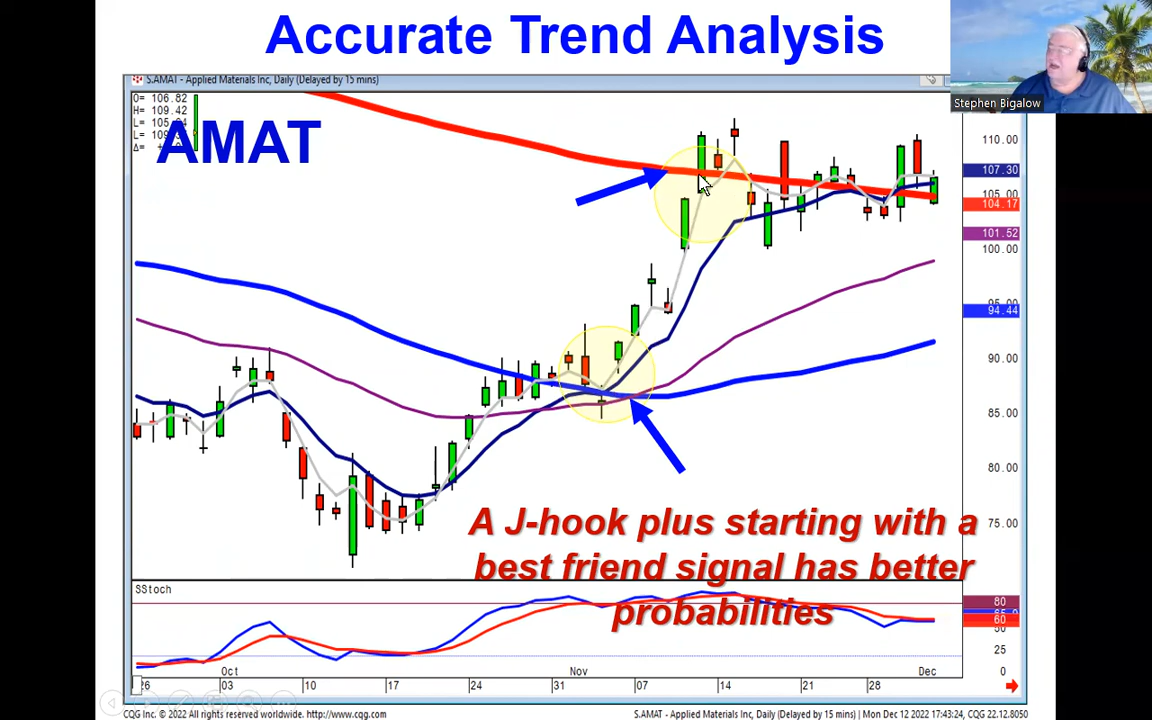 Accurate Trend Analysis
Stephen Bigalow
S.AMAT - Applied Materials Inc, Daily (Delayed by 15 mins)
O= 106.82
H= 109.42
AMAT
110.00
107.30
105.00
104.17
101.52
100.00
94.44
90.00
85.00
80.00
75.00
A J-hook plus starting with a
best friend signal has better
probabilities
SStoch
80
60
25
0
Oct
Nov
Dec
26
03
10
17
24
31
07
14
21
28
CQG Inc. © 2022 All rights reserved worldwide. http://www.cqg.com
S.AMAT - Applied Materials Inc, Daily (Delayed by 15 mins) | Mon Dec 12 2022 17:43:24, CQG 22.12.8050